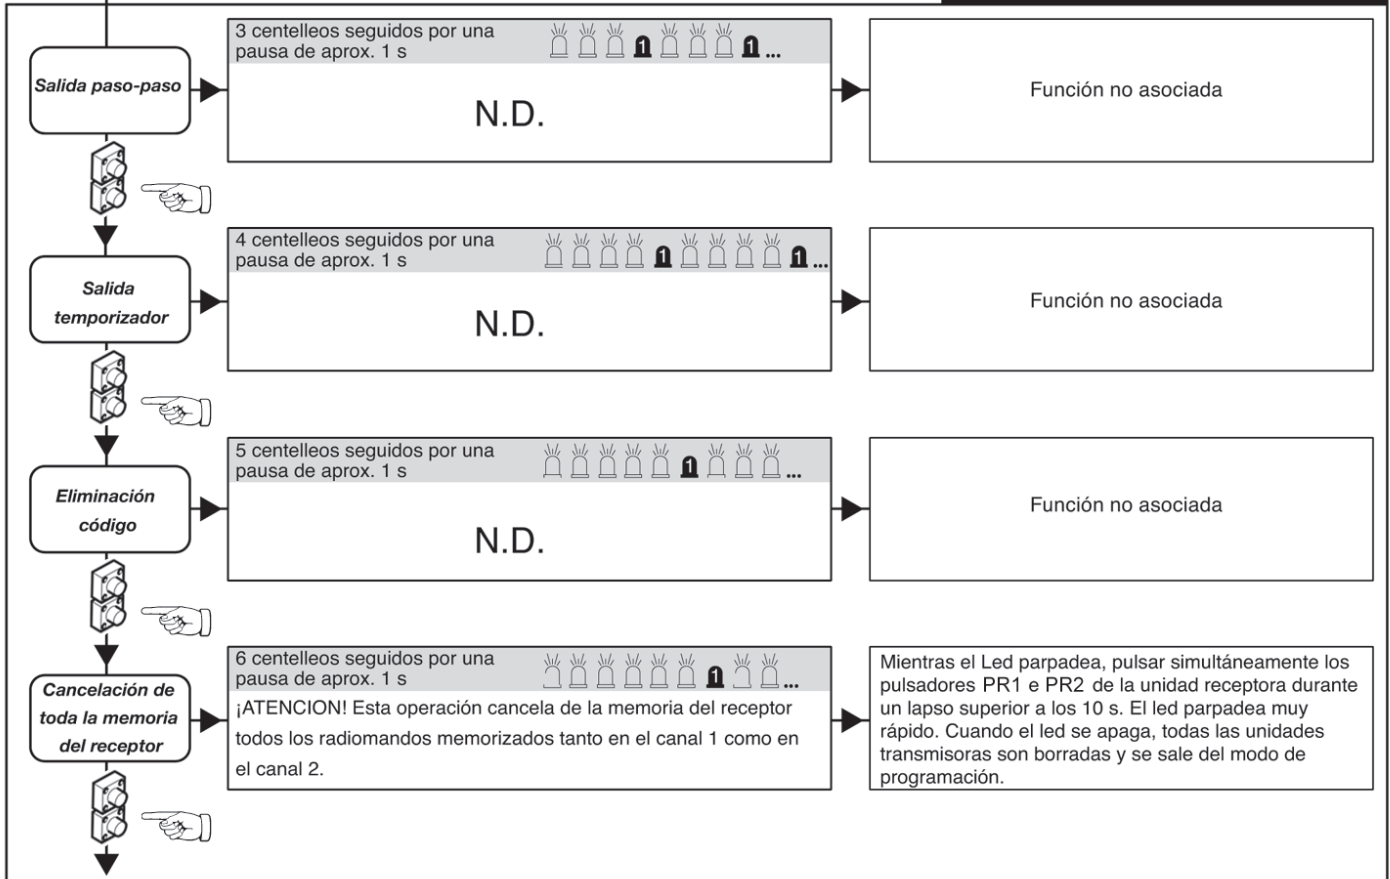 3 centelleos seguidos por una
pausa de aprox. 1 s
1 1 ...
Salida paso-paso
N.D.
Función no asociada
4 centelleos seguidos por una
pausa de aprox. 1 s
1 1 ...
Salida
temporizador
N.D.
Función no asociada
5 centelleos seguidos por una
pausa de aprox. 1 s
1 ...
Eliminación
código
N.D.
Función no asociada
6 centelleos seguidos por una
pausa de aprox. 1 s
1 ...
Cancelación de
toda la memoria
del receptor
¡ATENCION! Esta operación cancela de la memoria del receptor
todos los radiomandos memorizados tanto en el canal 1 como en
el canal 2.
Mientras el Led parpadea, pulsar simultáneamente los
pulsadores PR1 e PR2 de la unidad receptora durante
un lapso superior a los 10 s. El led parpadea muy
rápido. Cuando el led se apaga, todas las unidades
transmisoras son borradas y se sale del modo de
programación.